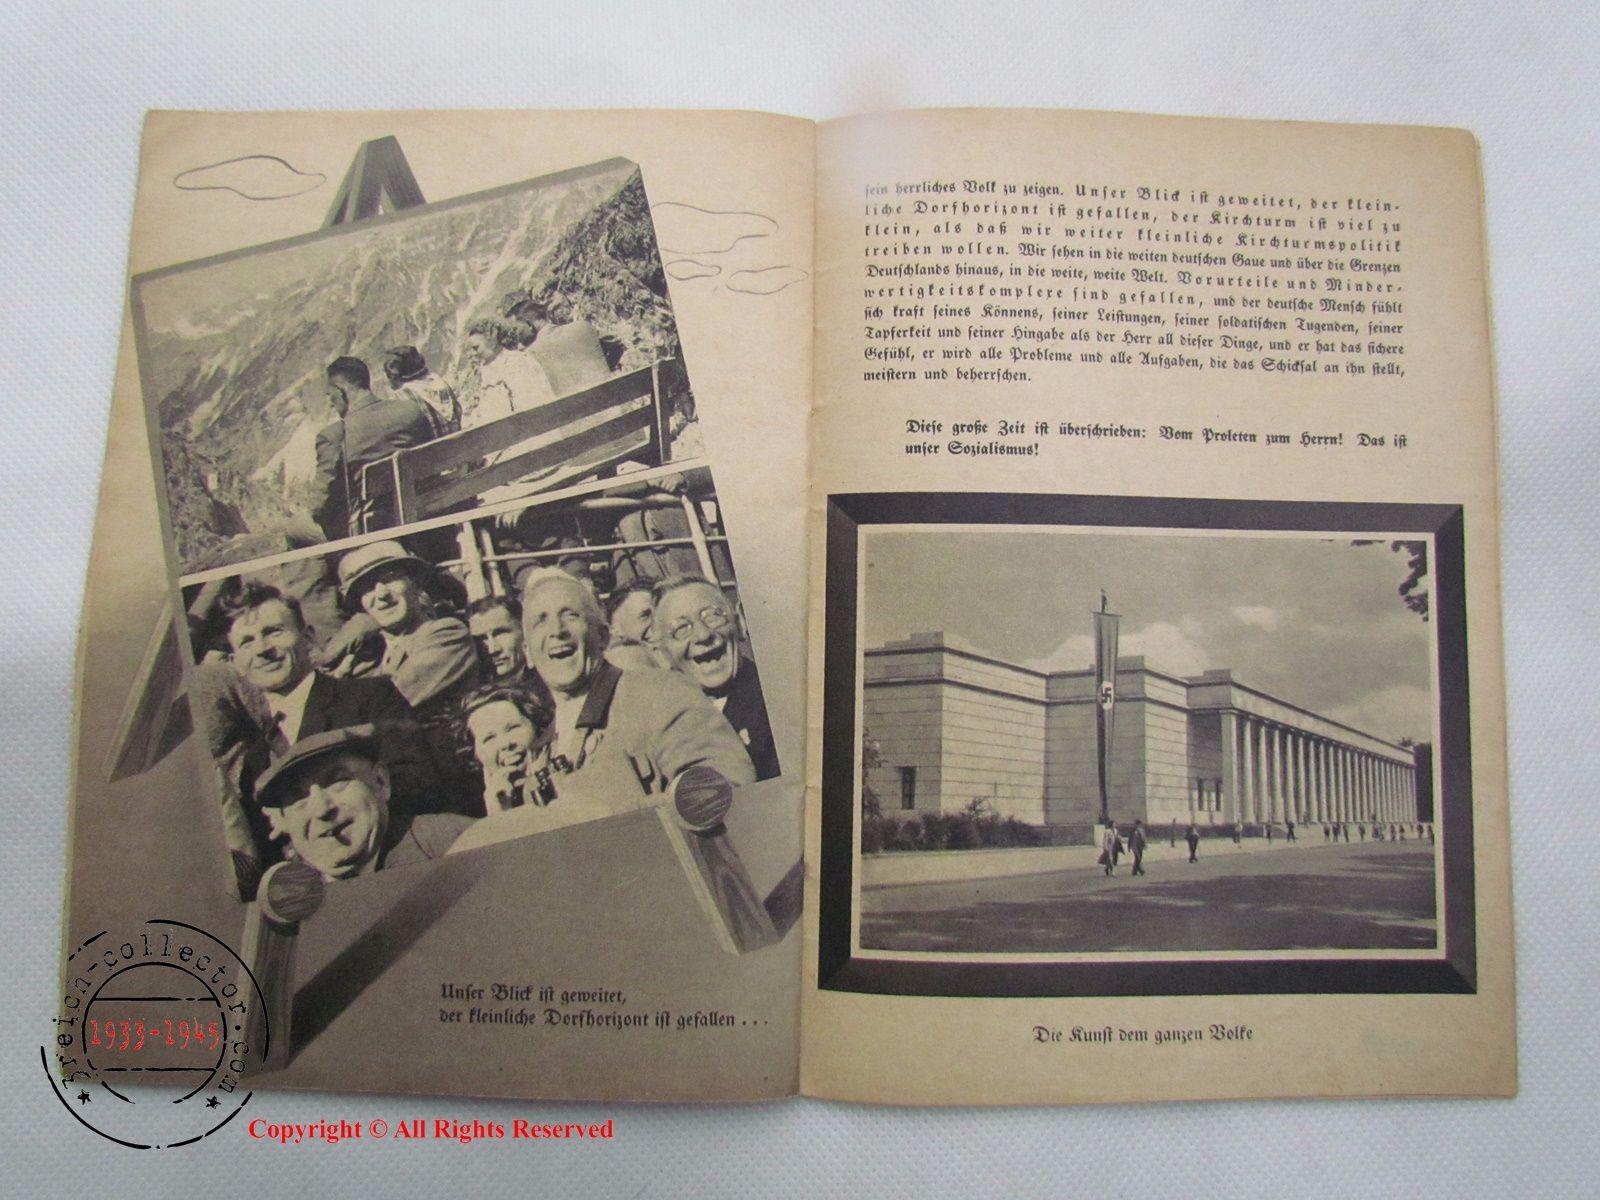 Unser Blick ist geweitet,
der kleinliche Dorfhorizont ist gefallen . . .
sein herrliches Volk zu zeigen. Unser Blick ist geweitet, der klein-
liche Dorfhorizont ist gefallen, der Kirchturm ist viel zu
klein, als daß wir weiter kleinliche Kirchturmspolitik
treiben wollen. Wir sehen in die weiten deutschen Gaue und über die Grenzen
Deutschlands hinaus, in die weite, weite Welt. Vorurteile und Minder-
wertigkeitskomplexe sind gefallen, und der deutsche Mensch fühlt
sich kraft seines Könnens, seiner Leistungen, seiner soldatischen Tugenden, seiner
Tapferkeit und seiner Hingabe als der Herr all dieser Dinge, und er hat das sichere
Gefühl, er wird alle Probleme und alle Aufgaben, die das Schicksal an ihn stellt,
meistern und beherrschen.
Diese große Zeit ist überschrieben: Vom Proleten zum Herrn! Das ist
unser Sozialismus!
Die Kunst dem ganzen Volke
3reich-collector.com
1933-1945
Copyright © All Rights Reserved